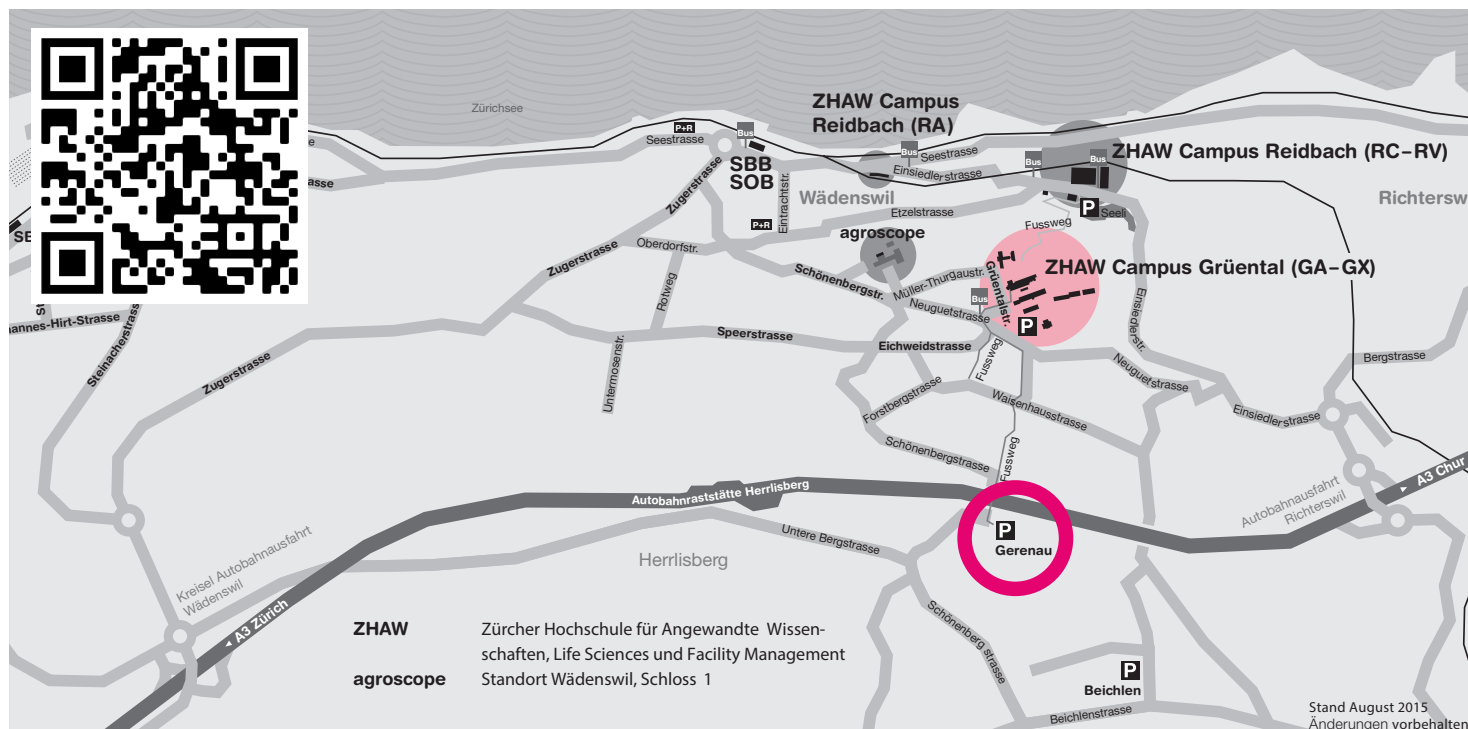 Zürichsee
ZHAW Campus
Reidbach (RA)
P+R
Bus
Seestrasse
SBB
SOB
Bus
Seestrasse
Einsiedlerstrasse
Bus
Bus
ZHAW Campus Reidbach (RC–RV)
Wädenswil
Zugerstrasse
Eintrachtstr.
P+R
Etzelstrasse
P
Seeli
Fussweg
agroscope
Oberdorfstr.
Zugerstrasse
Rotweg
Schönenbergstr.
Müller-Thurgaustr.
Grüentalstr.
ZHAW Campus Grüental (GA–GX)
Bus
Neuguetstrasse
P
Einsiedlerstr.
Steinacherstrasse
Speerstrasse
Eichweidstrasse
Fussweg
Neuguetstrasse
Bergstrasse
Zugerstrasse
Untermosenstr.
Forstbergstrasse
Waisenhausstrasse
Einsiedlerstrasse
Schönenbergstrasse
Fussweg
Autobahnraststätte Herrlisberg
Autobahnausfahrt
Richterswil
A3 Chur
Untere Bergstrasse
P
Gerenau
Herrlisberg
Kreisel Autobahnausfahrt
Wädenswil
A3 Zürich
Schönenberg strasse
ZHAW Zürcher Hochschule für Angewandte Wissen-
schaften, Life Sciences und Facility Management
agroscope Standort Wädenswil, Schloss 1
P
Beichlen
Beichlenstrasse
Stand August 2015
Änderungen vorbehalten